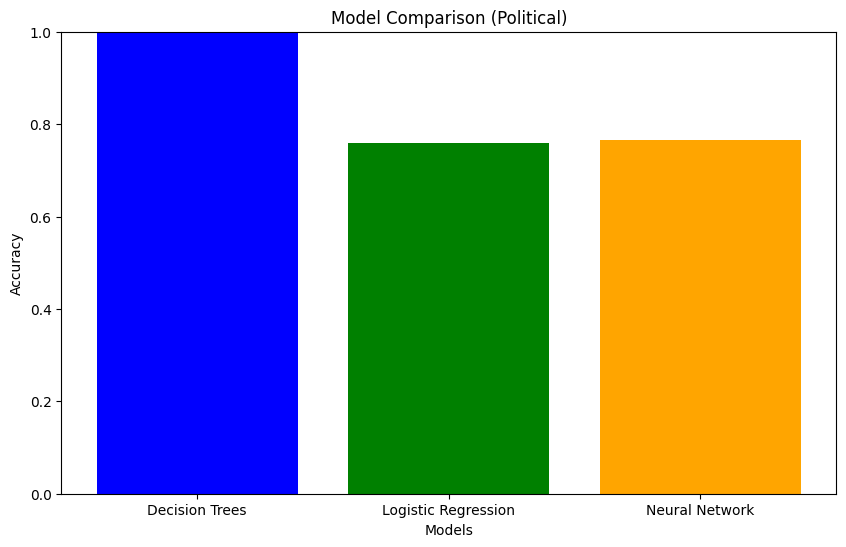 Model Comparison (Political)
1.0
0.8
0.6
0.4
0.2
0.0
Accuracy
Decision Trees
Logistic Regression
Neural Network
Models